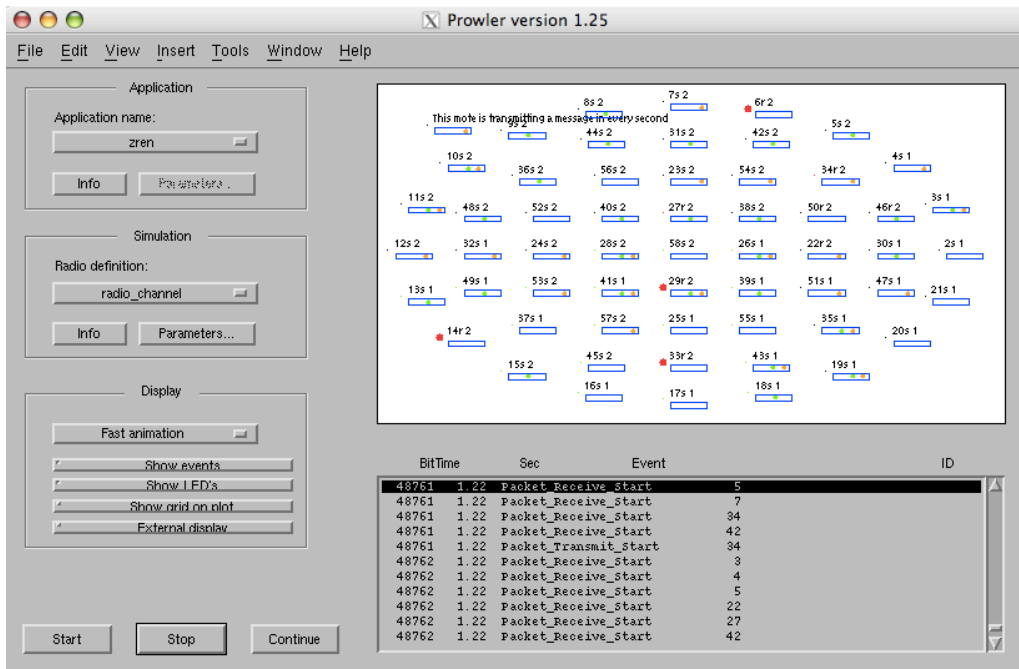 X Prowler version 1.25
File Edit View Insert Tools Window Help
Application
Application name:
zren
Info Parameters...
Simulation
Radio definition:
radio_channel
Info Parameters...
Display
Fast animation
Show events
Show LED's
Show grid on plot
External display
Start Stop Continue
7s 2
8s 2 6r 2
This mote is transmitting a message in every second
9s 2 5s 2
44s 2 31s 2 42s 2
10s 2 4s 1
36s 2 56s 2 23s 2 54s 2 34r 2
11s 2 3s 1
48s 2 52s 2 40s 2 27r 2 38s 2 50r 2 46r 2
12s 2 32s 1 24s 2 28s 2 58s 2 26s 1 22r 2 30s 1 2s 1
49s 1 53s 2 41s 1 29r 2 39s 1 51s 1 47s 1
13s 1 21s 1
37s 1 57s 2 25s 1 55s 1 35s 1
14r 2 20s 1
45s 2 33r 2 43s 1
15s 2 19s 1
16s 1 17s 1 18s 1
BitTime Sec Event ID
48761 1.22 Packet_Receive_Start 5
48761 1.22 Packet_Receive_Start 7
48761 1.22 Packet_Receive_Start 34
48761 1.22 Packet_Receive_Start 42
48761 1.22 Packet_Transmit_Start 34
48762 1.22 Packet_Receive_Start 3
48762 1.22 Packet_Receive_Start 4
48762 1.22 Packet_Receive_Start 5
48762 1.22 Packet_Receive_Start 22
48762 1.22 Packet_Receive_Start 27
48762 1.22 Packet_Receive_Start 42